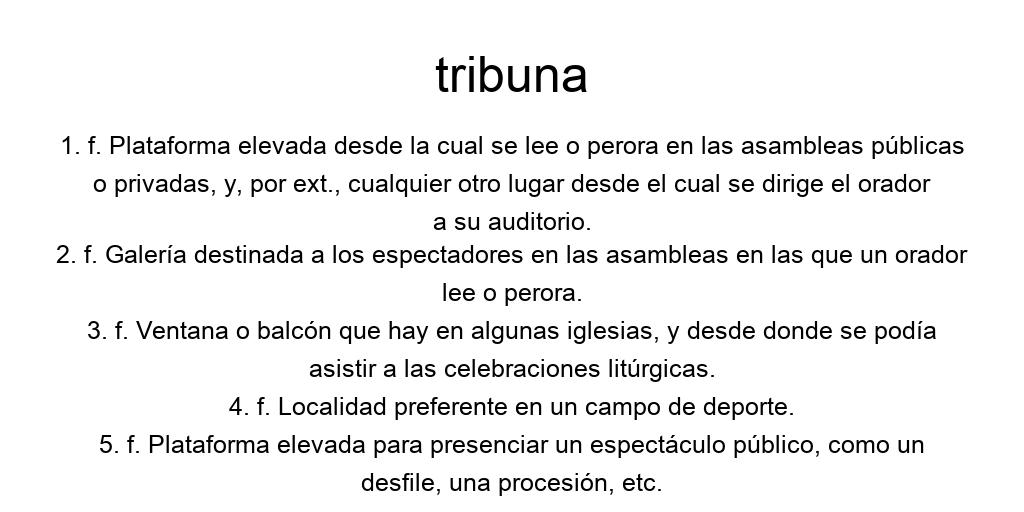 tribuna
1. f. Plataforma elevada desde la cual se lee o perora en las asambleas públicas
o privadas, y, por ext., cualquier otro lugar desde el cual se dirige el orador
a su auditorio.
2. f. Galería destinada a los espectadores en las asambleas en las que un orador
lee o perora.
3. f. Ventana o balcón que hay en algunas iglesias, y desde donde se podía
asistir a las celebraciones litúrgicas.
4. f. Localidad preferente en un campo de deporte.
5. f. Plataforma elevada para presenciar un espectáculo público, como un
desfile, una procesión, etc.